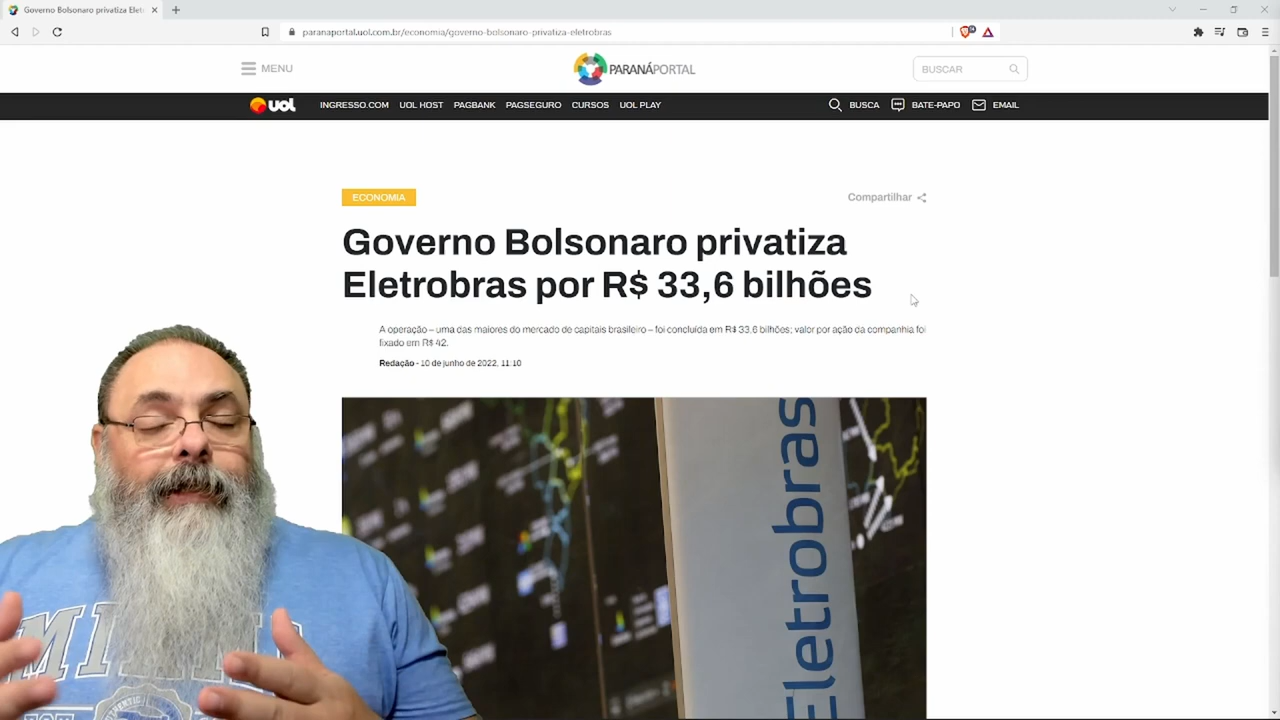 Governo Bolsonaro privatiza Elet
paranaportal.uol.com.br/economia/governo-bolsonaro-privatiza-eletrobras
MENU
PARANÁPORTAL
BUSCAR
UOL
INGRESSO.COM UOL HOST PAGBANK PAGSEGURO CURSOS UOL PLAY
BUSCA BATE-PAPO EMAIL
ECONOMIA
Compartilhar
Governo Bolsonaro privatiza
Eletrobras por R$ 33,6 bilhões
A operação – uma das maiores do mercado de capitais brasileiro – foi concluída em R$ 33,6 bilhões; valor por ação da companhia foi
fixado em R$ 42.
Redação - 10 de junho de 2022, 11:10
Eletrobras